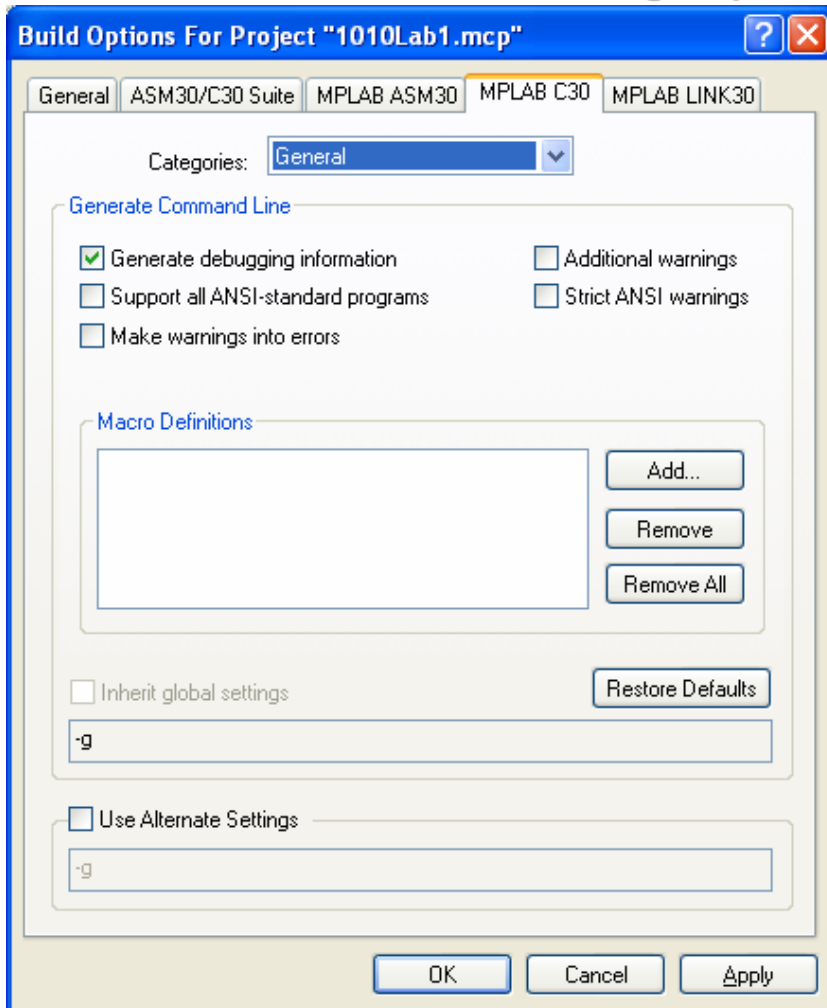 Build Options For Project "1010Lab1.mcp"
General ASM30/C30 Suite MPLAB ASM30 MPLAB C30 MPLAB LINK30
Categories: General
Generate Command Line
Generate debugging information Additional warnings
Support all ANSI-standard programs Strict ANSI warnings
Make warnings into errors
Macro Definitions
Add...
Remove
Remove All
Inherit global settings Restore Defaults
-g
Use Alternate Settings
-g
OK Cancel Apply